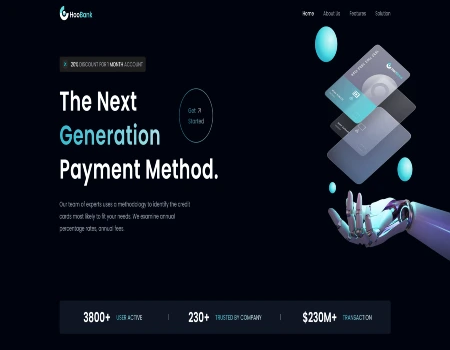 HooBank
Home About Us Features Solution
20% DISCOUNT FORT MONTH ACCOUNT
The Next
Generation
Payment Method.
Get
Started
Our team of experts uses a methodology to identify the credit
cards most likely to fit your needs. We examine annual
percentage rates, annual fees.
3800+ USER ACTIVE
230+ TRUSTED BY COMPANY
$230M+ TRANSACTION